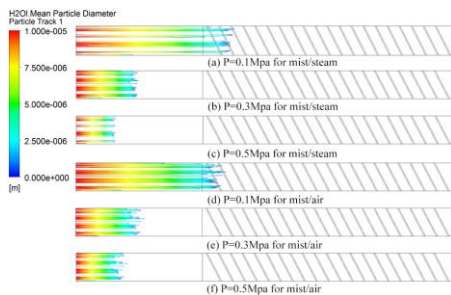 H2Ol.Mean Particle Diameter
Particle Track 1
1.000e-005
7.500e-006
5.000e-006
2.500e-006
0.000e+000
[m]
(a) P=0.1Mpa for mist/steam
(b) P=0.3Mpa for mist/steam
(c) P=0.5Mpa for mist/steam
(d) P=0.1Mpa for mist/air
(e) P=0.3Mpa for mist/air
(f) P=0.5Mpa for mist/air